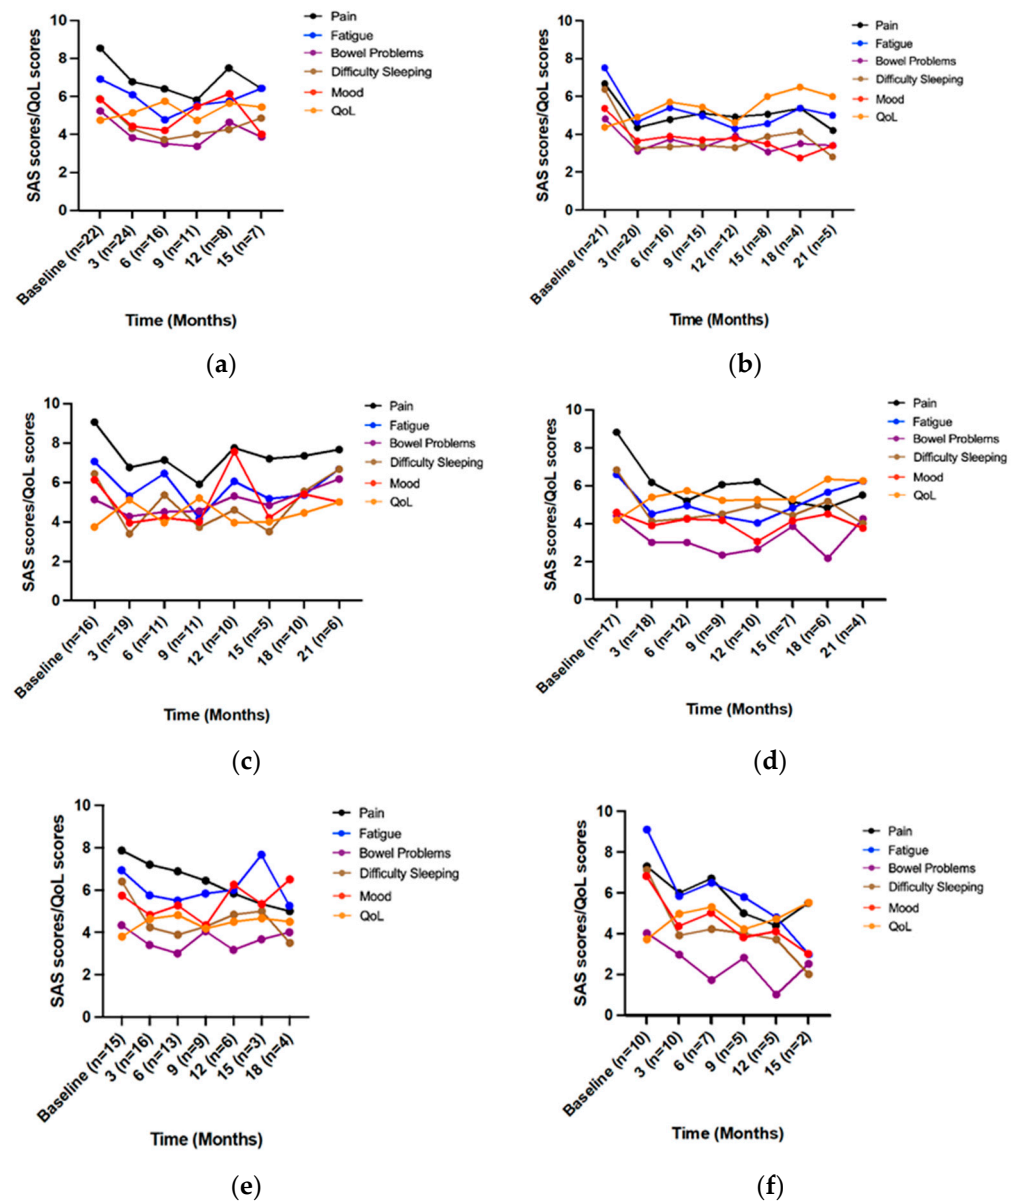 SAS scores/QoL scores
10
8
6
4
2
0
Pain
Fatigue
Bowel Problems
Difficulty Sleeping
Mood
QoL
Baseline (n=22)
3 (n=24)
6 (n=16)
9 (n=11)
12 (n=8)
15 (n=7)
Time (Months)
(a)
SAS scores/QoL scores
10
8
6
4
2
0
Pain
Fatigue
Bowel Problems
Difficulty Sleeping
Mood
QoL
Baseline (n=21)
3 (n=20)
6 (n=16)
9 (n=15)
12 (n=12)
15 (n=8)
18 (n=4)
21 (n=5)
Time (Months)
(b)
SAS scores/QoL scores
10
8
6
4
2
0
Pain
Fatigue
Bowel Problems
Difficulty Sleeping
Mood
QoL
Baseline (n=16)
3 (n=19)
6 (n=11)
9 (n=11)
12 (n=10)
15 (n=5)
18 (n=10)
21 (n=6)
Time (Months)
(c)
SAS scores/QoL scores
10
8
6
4
2
0
Pain
Fatigue
Bowel Problems
Difficulty Sleeping
Mood
QoL
Baseline (n=17)
3 (n=18)
6 (n=12)
9 (n=9)
12 (n=10)
15 (n=7)
18 (n=6)
21 (n=4)
Time (Months)
(d)
SAS scores/QoL scores
10
8
6
4
2
0
Pain
Fatigue
Bowel Problems
Difficulty Sleeping
Mood
QoL
Baseline (n=15)
3 (n=16)
6 (n=13)
9 (n=9)
12 (n=6)
15 (n=3)
18 (n=4)
Time (Months)
(e)
SAS scores/QoL scores
10
8
6
4
2
0
Pain
Fatigue
Bowel Problems
Difficulty Sleeping
Mood
QoL
Baseline (n=10)
3 (n=10)
6 (n=7)
9 (n=5)
12 (n=5)
15 (n=2)
Time (Months)
(f)